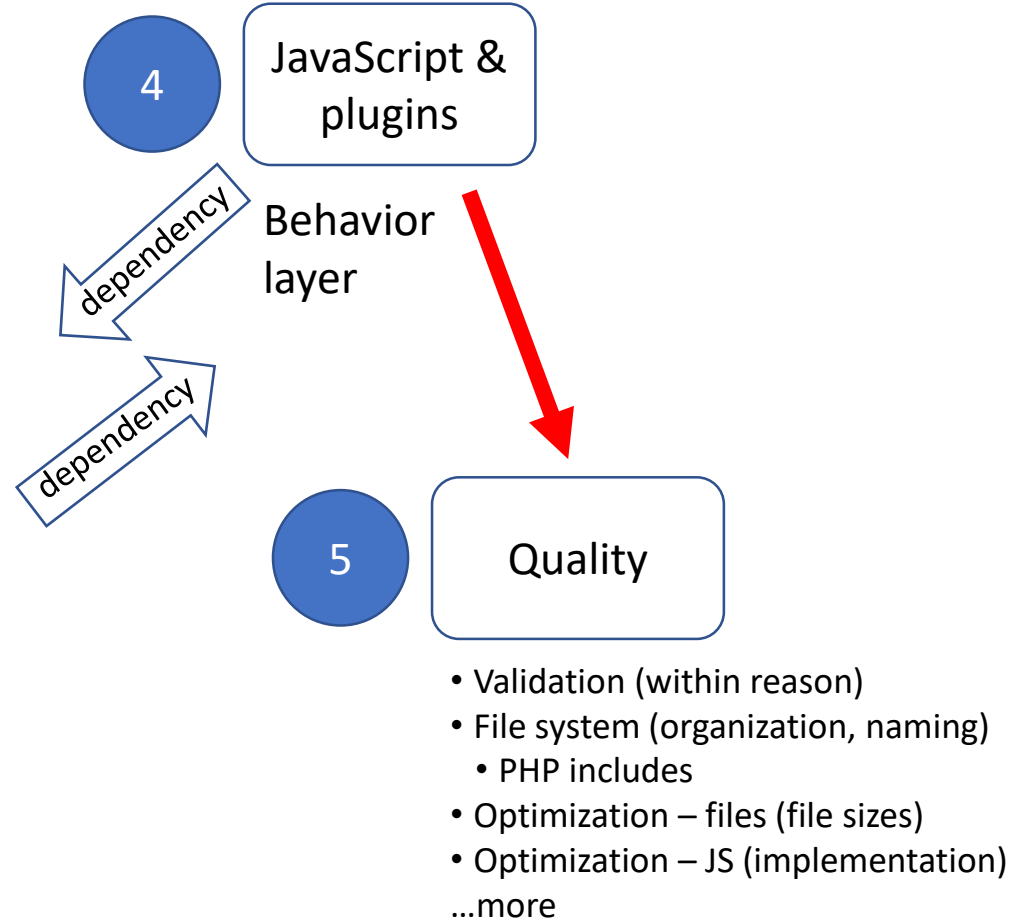 4
JavaScript &
plugins
dependency
Behavior
layer
dependency
5
Quality
• Validation (within reason)
• File system (organization, naming)
• PHP includes
• Optimization – files (file sizes)
• Optimization – JS (implementation)
...more